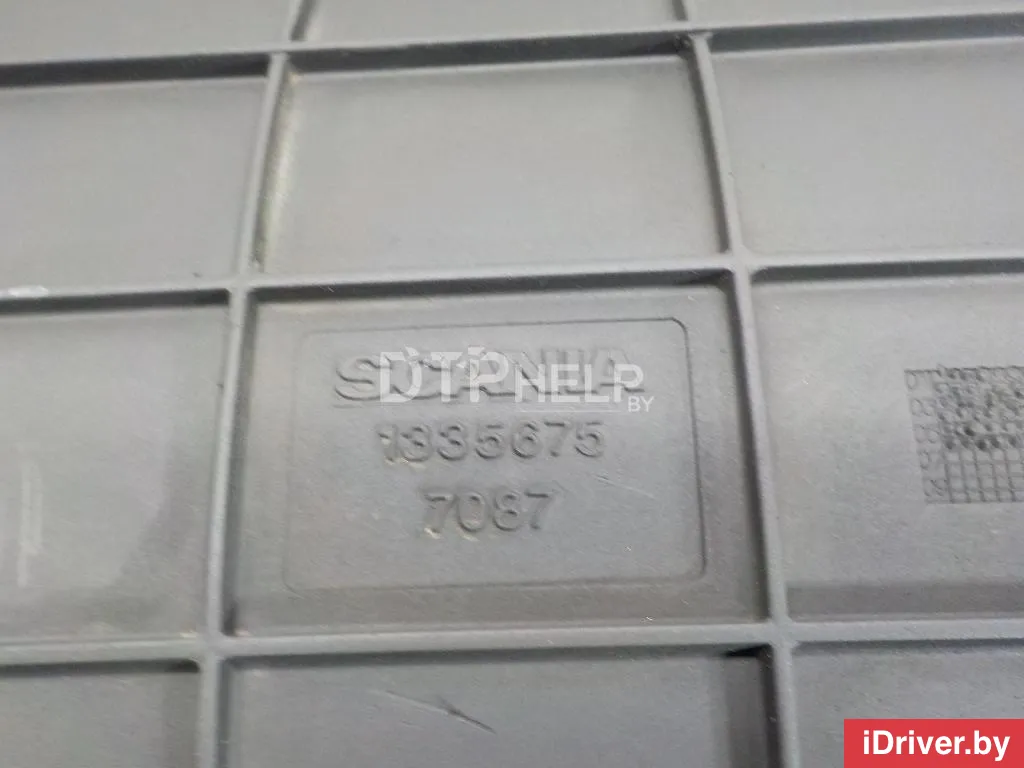 SCANIA
DTPHELP
BY
1335675
7087
iDriver.by